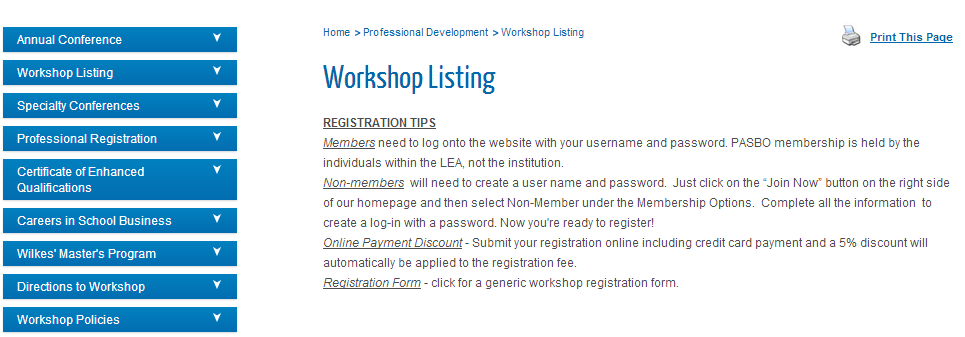 Annual Conference
Workshop Listing
Specialty Conferences
Professional Registration
Certificate of Enhanced
Qualifications
Careers in School Business
Wilkes' Master's Program
Directions to Workshop
Workshop Policies
Home > Professional Development > Workshop Listing
Print This Page
Workshop Listing
REGISTRATION TIPS
Members need to log onto the website with your username and password. PASBO membership is held by the
individuals within the LEA, not the institution.
Non-members  will need to create a user name and password.  Just click on the “Join Now” button on the right side
of our homepage and then select Non-Member under the Membership Options.  Complete all the information  to
create a log-in with a password. Now you're ready to register!
Online Payment Discount - Submit your registration online including credit card payment and a 5% discount will
automatically be applied to the registration fee.
Registration Form - click for a generic workshop registration form.